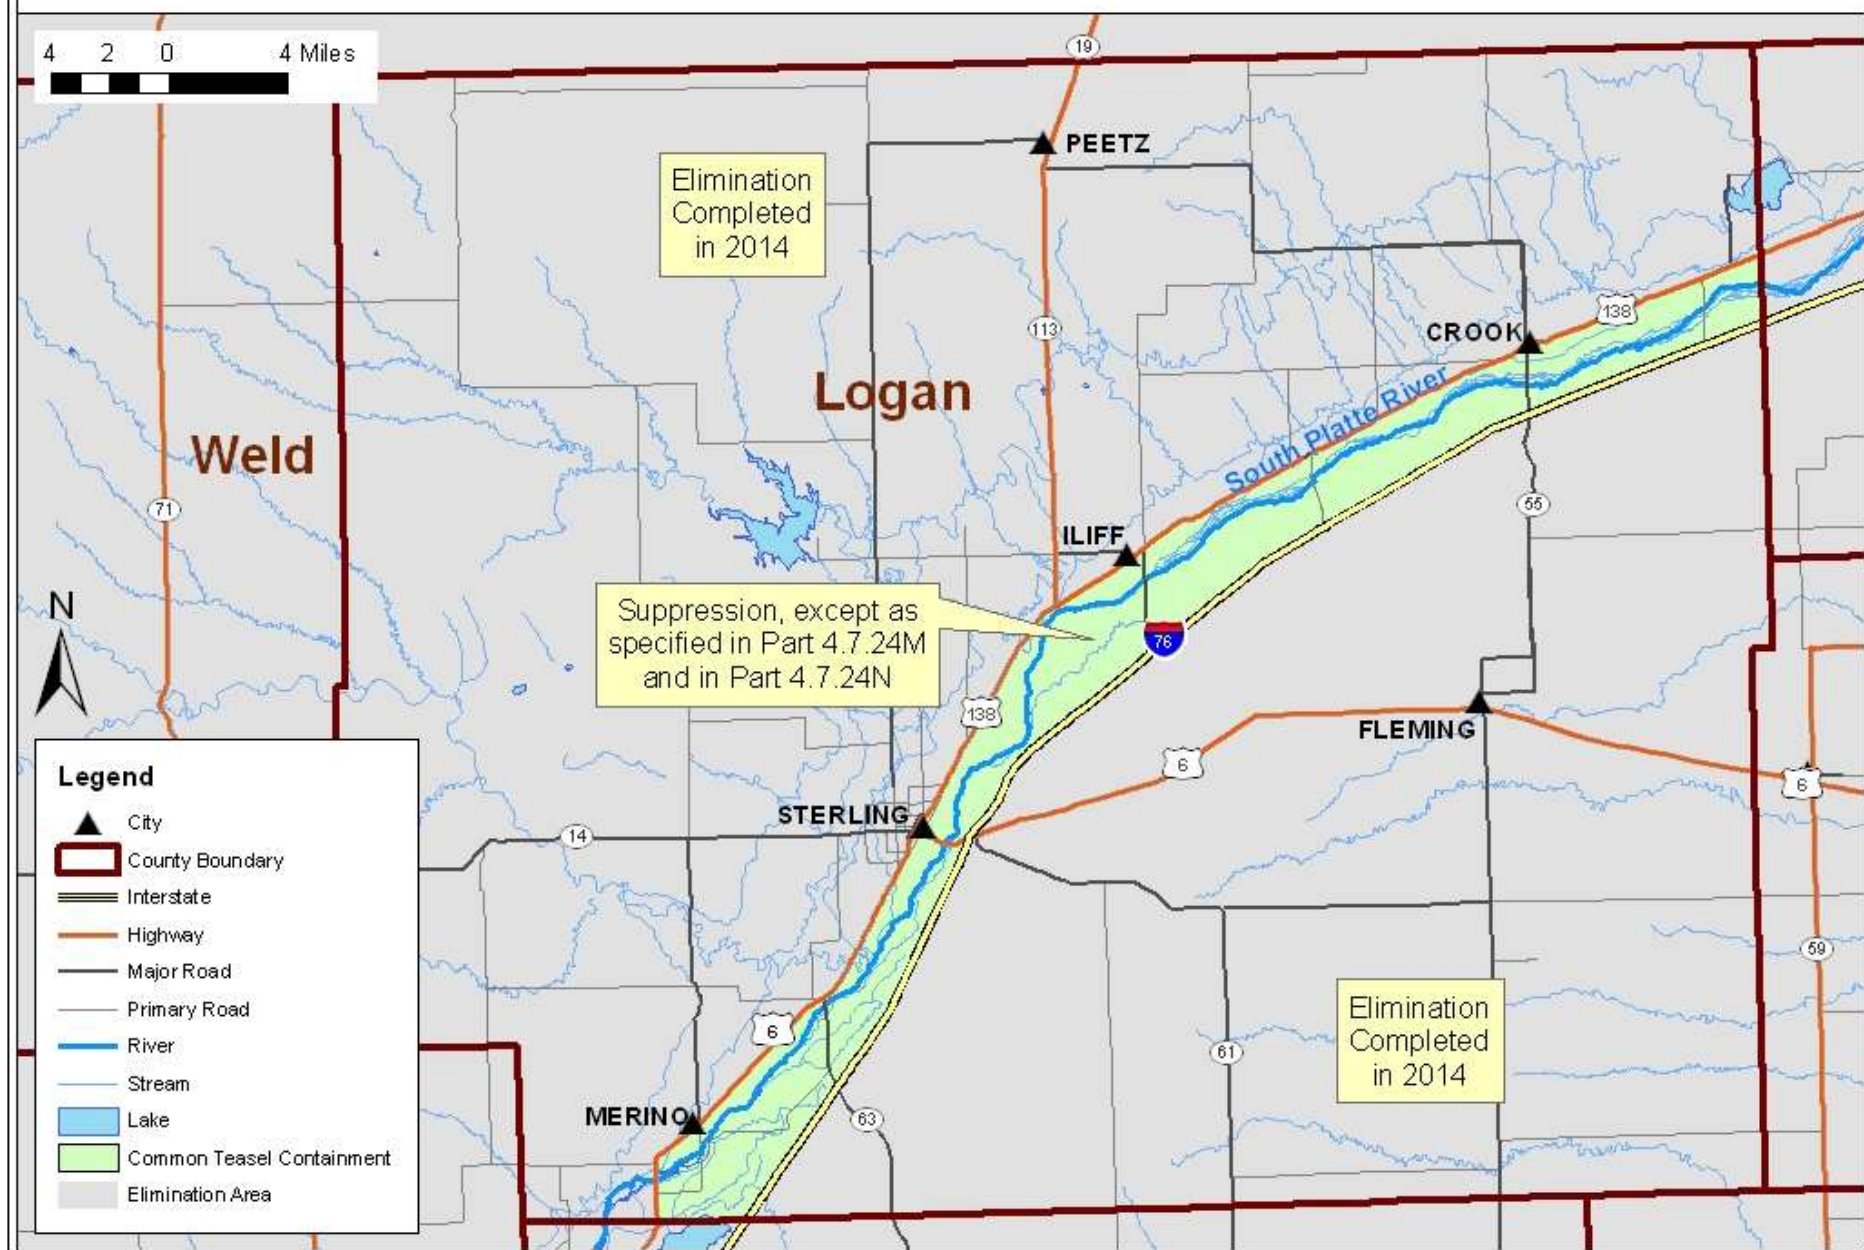 4 2 0 4 Miles
19
PEETZ
Elimination
Completed
in 2014
113
138
CROOK
Logan
Weld
South Platte River
71
55
ILIFF
N
Suppression, except as
specified in Part 4.7.24M
and in Part 4.7.24N
76
138
FLEMING
6
6
STERLING
14
Legend
City
County Boundary
Interstate
Highway
Major Road
Primary Road
River
Stream
Lake
Common Teasel Containment
Elimination Area
59
6
Elimination
Completed
in 2014
61
MERINO
63